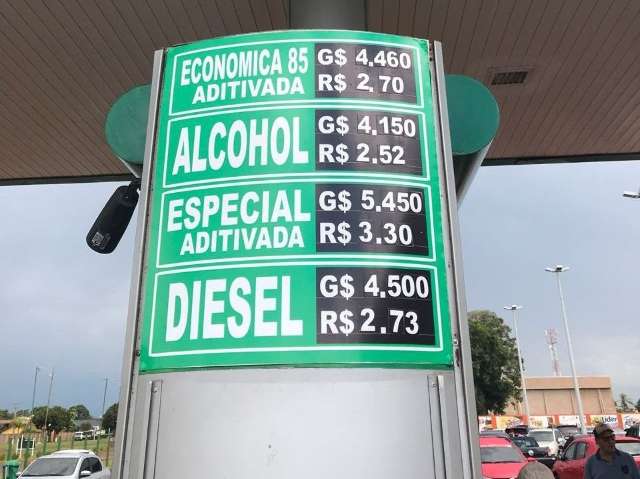 ECONOMICA 85
ADITIVADA
G$ 4.460
R$ 2.70
ALCOHOL
G$ 4.150
R$ 2.52
ESPECIAL
ADITIVADA
G$ 5.450
R$ 3.30
DIESEL
G$ 4.500
R$ 2.73
Lider